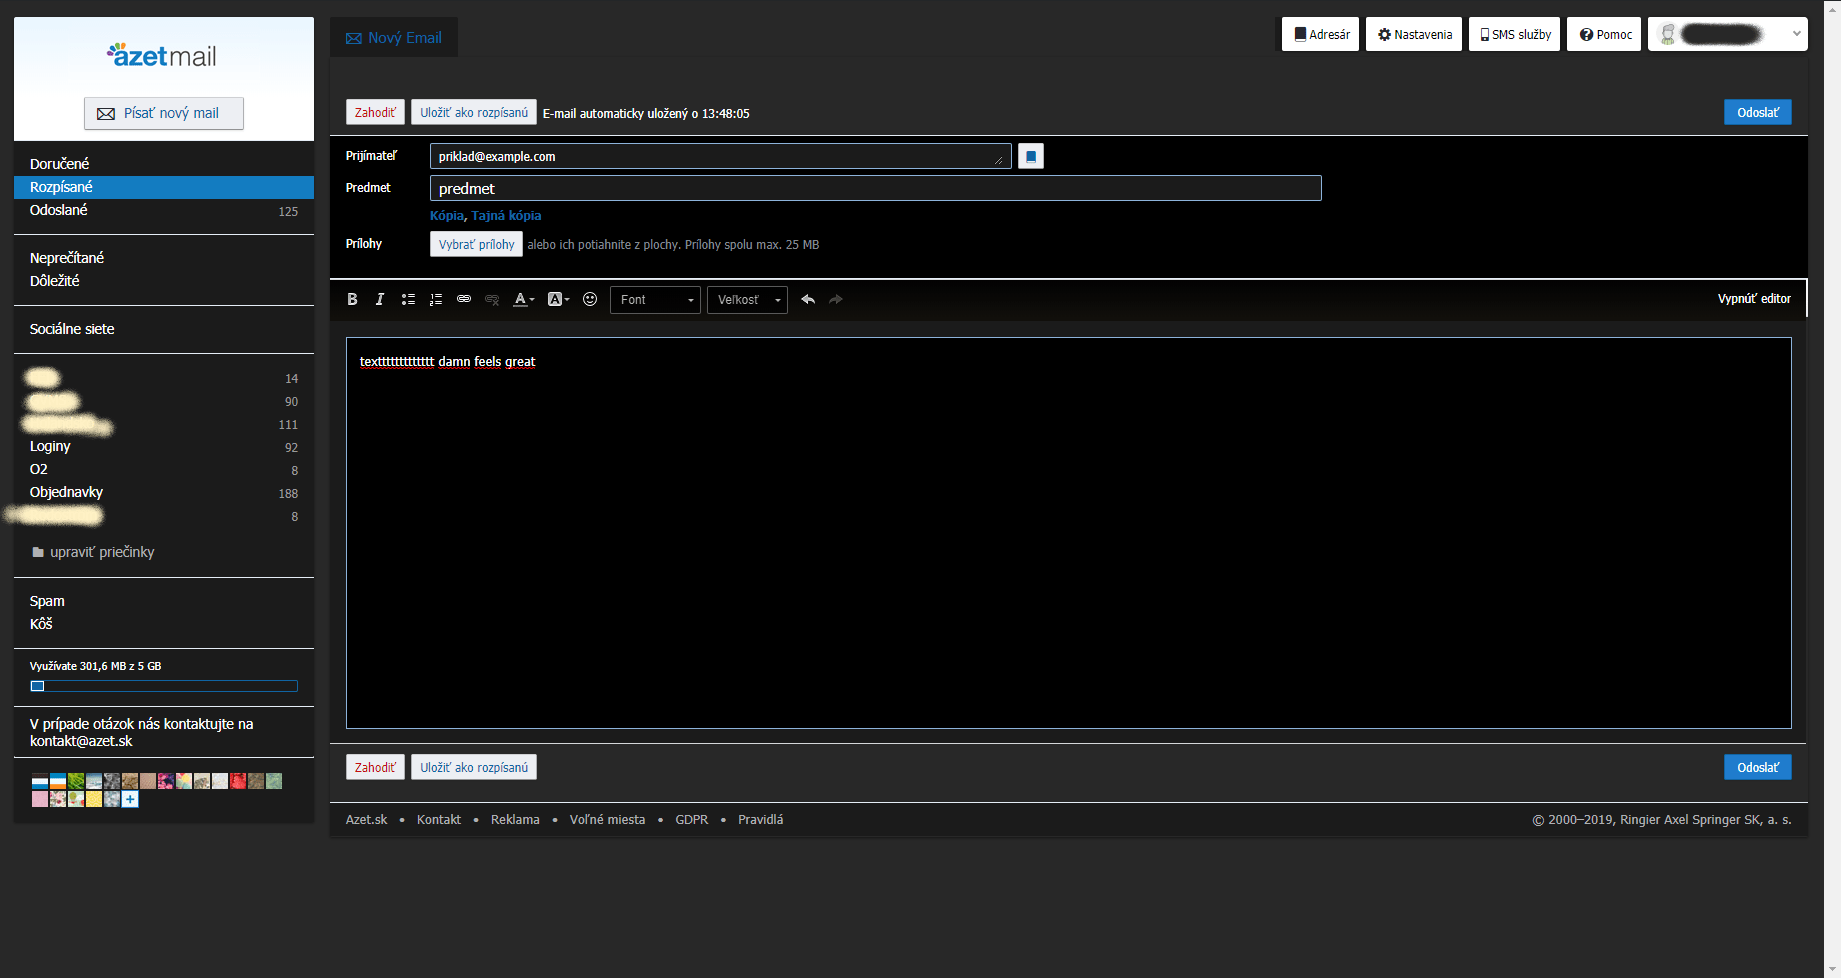 azetmail
Písať nový mail
Doručené
Rozpísané
Odoslané 125
Neprečítané
Dôležité
Sociálne siete
14
90
111
Loginy 92
O2 8
Objednavky 188
8
upraviť priečinky
Spam
Kôš
Využívate 301,6 MB z 5 GB
V prípade otázok nás kontaktujte na
kontakt@azet.sk
Nový Email
Adresár
Nastavenia
SMS služby
Pomoc
Zahodiť Uložiť ako rozpísanú E-mail automaticky uložený o 13:48:05 Odoslať
Prijímateľ priklad@example.com
Predmet predmet
Kópia, Tajná kópia
Prílohy Vybrať prílohy alebo ich potiahnite z plochy. Prílohy spolu max. 25 MB
B I A A Font Veľkosť Vypnúť editor
texttttttttttttt damn feels great
Zahodiť Uložiť ako rozpísanú Odoslať
Azet.sk • Kontakt • Reklama • Voľné miesta • GDPR • Pravidlá © 2000–2019, Ringier Axel Springer SK, a. s.